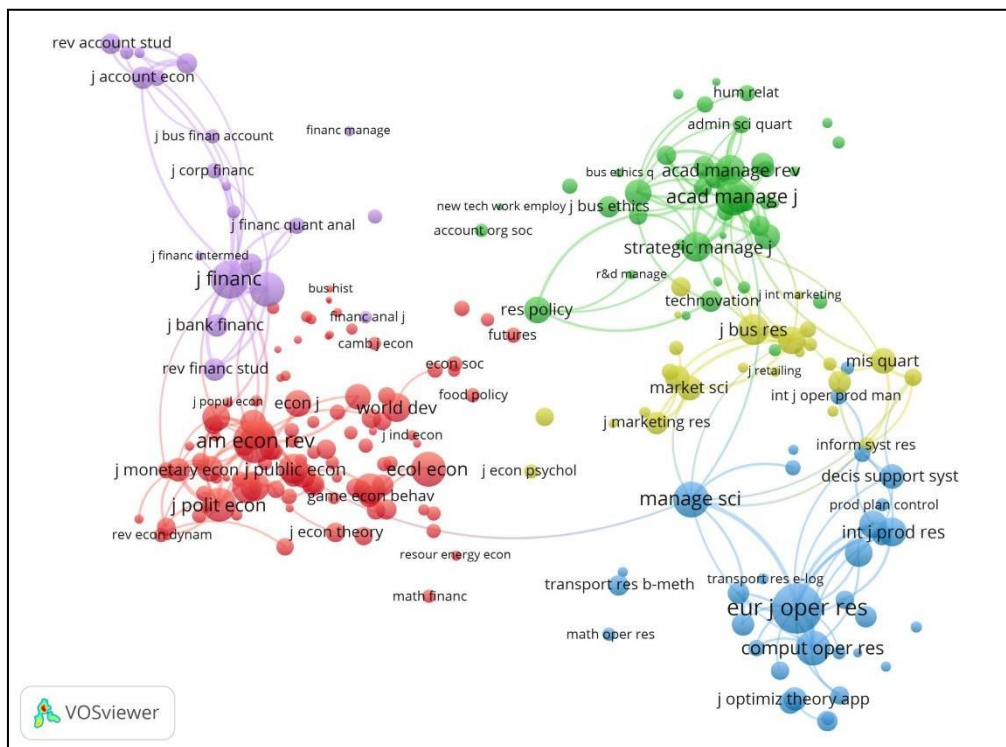 rev account stud
j account econ
hum relat
admin sci quart
financ manage
j bus finan account
j corp financ
bus ethics q
acad manage rev
acad manage j
new tech work employ
j bus ethics
j financ quant anal
account org soc
strategic manage j
j financ intermed
j financ
r&d manage
bus hist
j int marketing
technovation
res policy
financ anal j
j bank financ
futures
j bus res
camb j econ
mis quart
econ soc
rev financ stud
j retailing
market sci
j popul econ
food policy
int j oper prod man
econ j
world dev
j marketing res
j ind econ
am econ rev
inform syst res
j monetary econ
j public econ
ecol econ
j econ psychol
decis support syst
game econ behav
manage sci
prod plan control
j polit econ
rev econ dynam
j econ theory
int j prod res
resour energy econ
transport res e-log
transport res b-meth
math financ
eur j oper res
math oper res
comput oper res
j optimiz theory app
VOSviewer